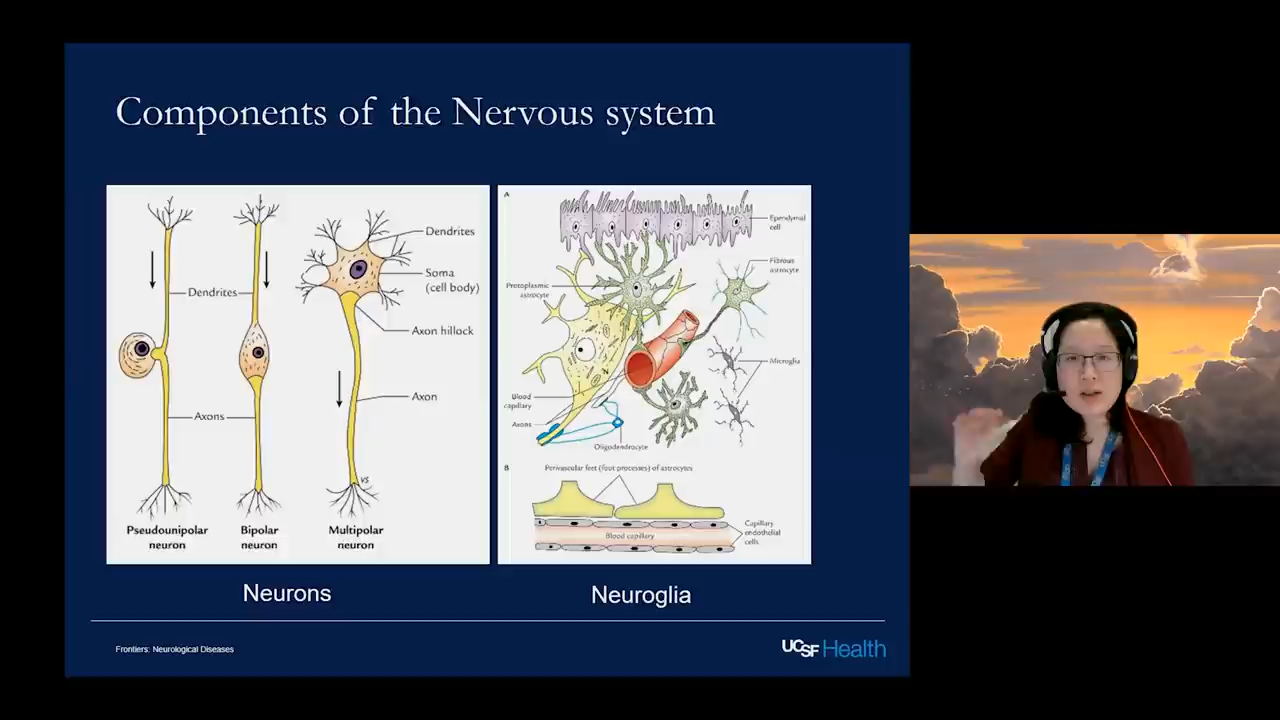 Components of the Nervous system
Dendrites
Soma
(cell body)
Dendrites
Axon hillock
Axon
Axons
VS
Pseudounipolar
neuron
Bipolar
neuron
Multipolar
neuron
Neurons
A
Ependymal
cell
Fibrous
astrocyte
Protoplasmic
astrocyte
N
Microglia
Blood
capillary
Axons
Oligodendrocyte
B
Perivascular feet (foot processes) of astrocytes
Capillary
endothelial
cells
Blood capillary
Neuroglia
Frontiers: Neurological Diseases
UCSF Health